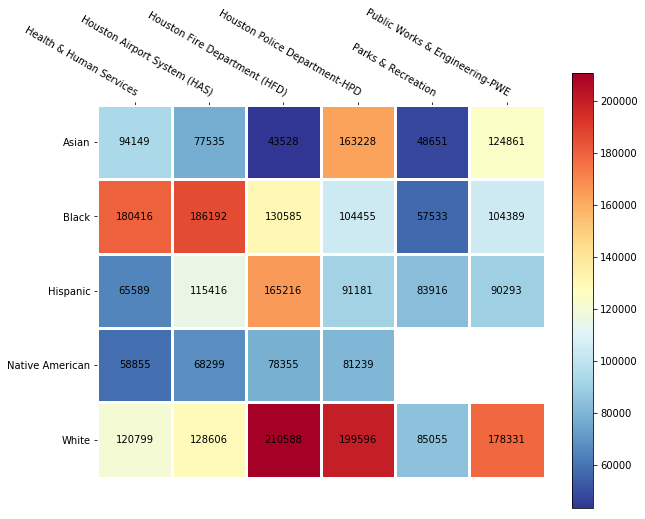 Health & Human Services
Houston Airport System (HAS)
Houston Fire Department (HFD)
Houston Police Department-HPD
Parks & Recreation
Public Works & Engineering-PWE
Asian 94149 77535 43528 163228 48651 124861
Black 180416 186192 130585 104455 57533 104389
Hispanic 65589 115416 165216 91181 83916 90293
Native American 58855 68299 78355 81239
White 120799 128606 210588 199596 85055 178331
200000
180000
160000
140000
120000
100000
80000
60000